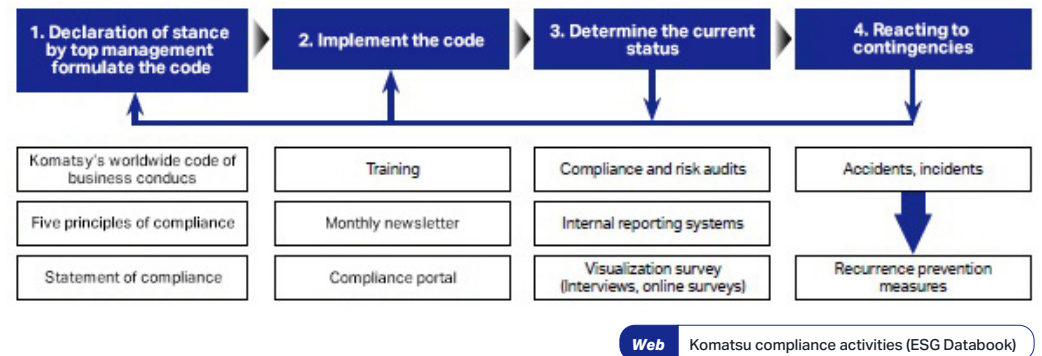 1. Declaration of stance
by top management
formulate the code
2. Implement the code
3. Determine the current
status
4. Reacting to
contingencies
Komatsy's worldwide code of
business conducs
Training
Compliance and risk audits
Accidents, incidents
Five principles of compliance
Monthly newsletter
Internal reporting systems
Statement of compliance
Compliance portal
Visualization survey
(Interviews, online surveys)
Recurrence prevention
measures
Web Komatsu compliance activities (ESG Databook)